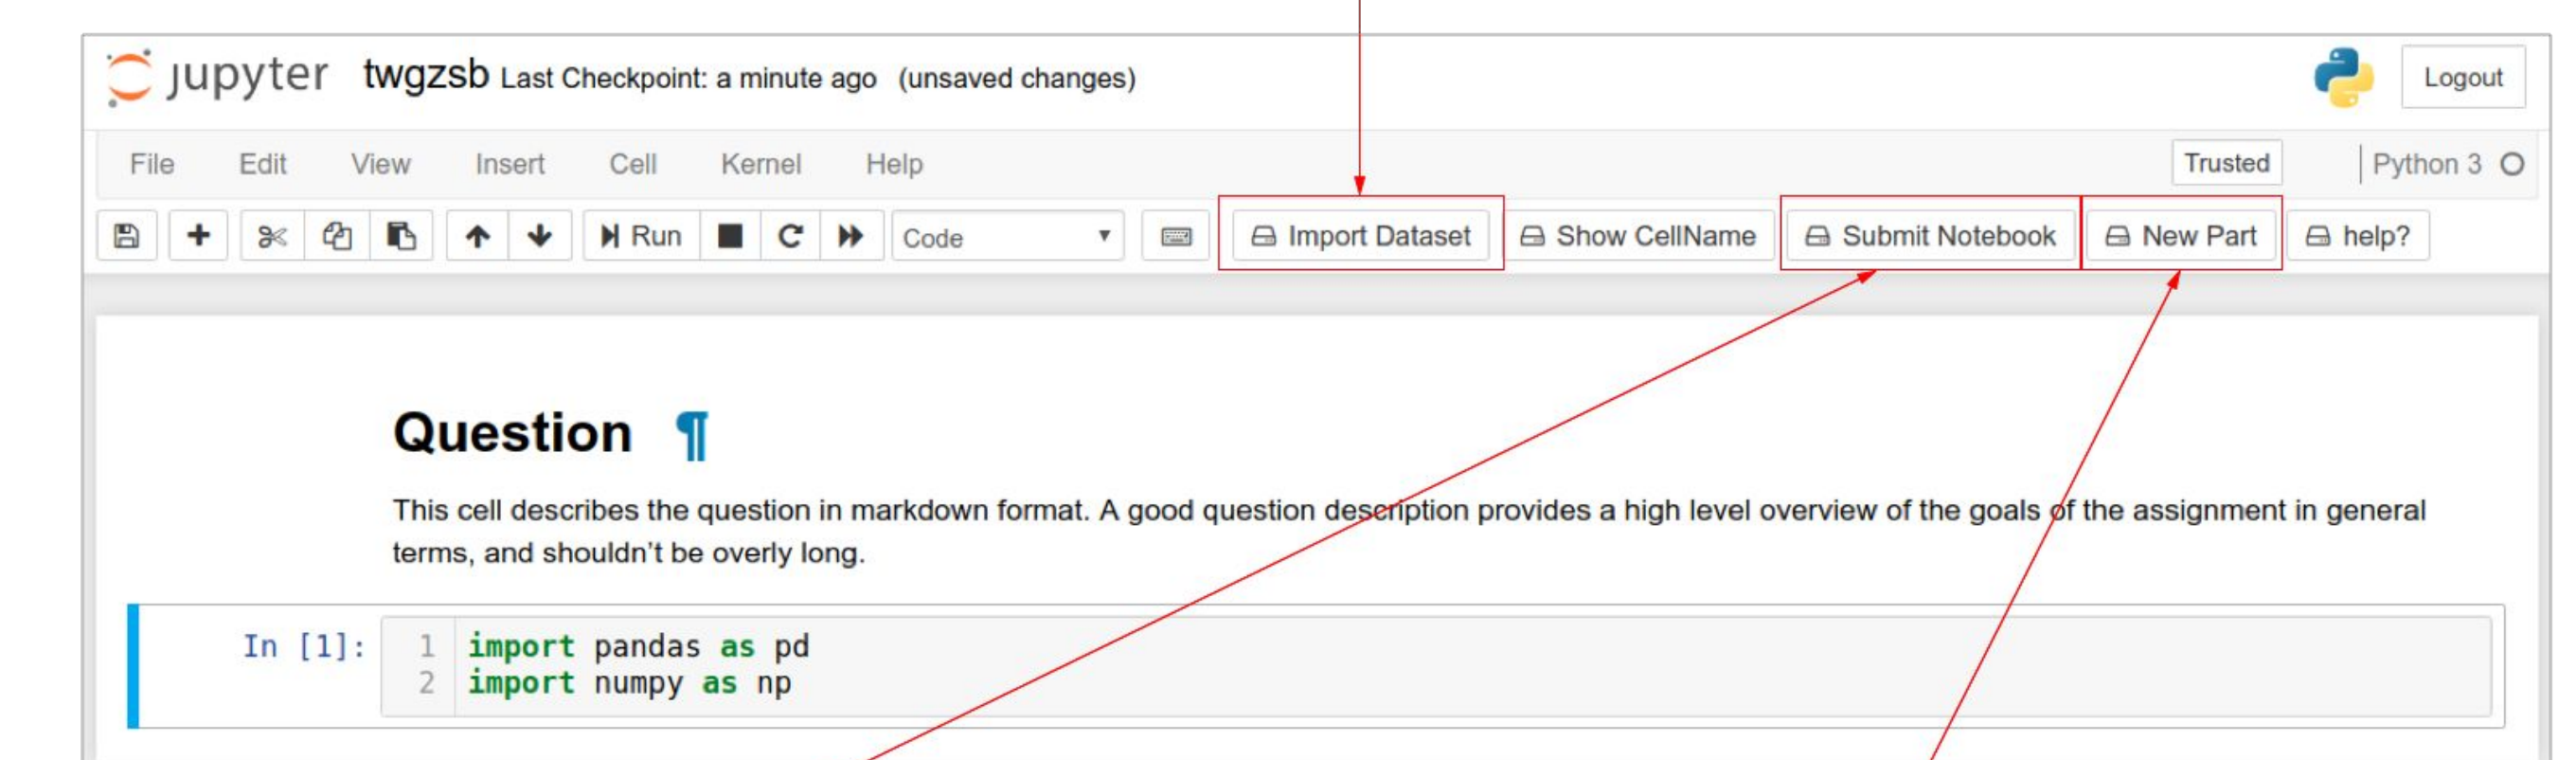 jupyter twgzsb Last Checkpoint: a minute ago (unsaved changes) Logout
File Edit View Insert Cell Kernel Help Trusted Python 3
Run Code Import Dataset Show CellName Submit Notebook New Part help?
Question ¶
This cell describes the question in markdown format. A good question description provides a high level overview of the goals of the assignment in general
terms, and shouldn't be overly long.
In [1]: 1 import pandas as pd
2 import numpy as np